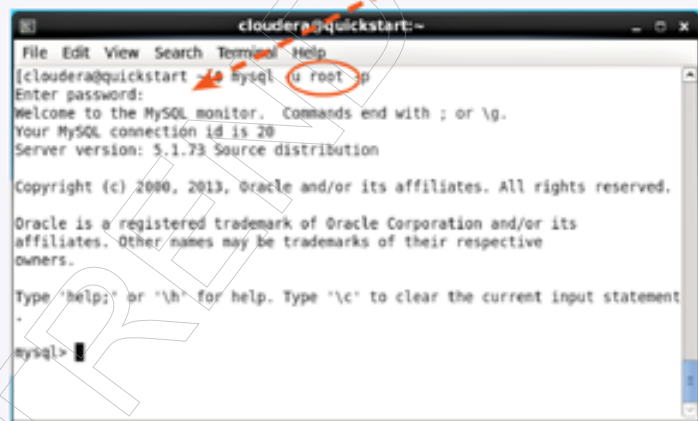 cloudera@quickstart:~
File Edit View Search Terminal Help
[cloudera@quickstart ~]$ mysql -u root -p
Enter password:
Welcome to the MySQL monitor.  Commands end with ; or \g.
Your MySQL connection id is 20
Server version: 5.1.73 Source distribution
Copyright (c) 2000, 2013, Oracle and/or its affiliates. All rights reserved.
Oracle is a registered trademark of Oracle Corporation and/or its
affiliates. Other names may be trademarks of their respective
owners.
Type 'help;' or '\h' for help. Type '\c' to clear the current input statement
.
mysql>